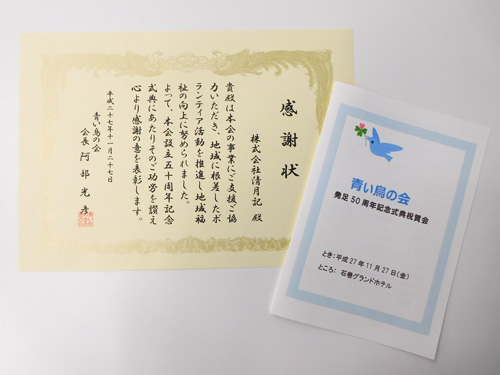 感謝状
株式会社清月記 殿
貴殿は本会の事業にご支援ご協
力いただき、地域に根差したボ
ランティア活動を推進し地域福
祉の向上に努められました。
よって、本会設立五十周年記念
式典にあたりそのご功労を讃え
心より感謝の意を表彰します。
平成二十七年十一月二十七日
青い鳥の会
会長 阿部光彦
青い鳥の会
発足50周年記念式典祝賀会
とき:平成27年11月27日(金)
ところ: 石巻グランドホテル